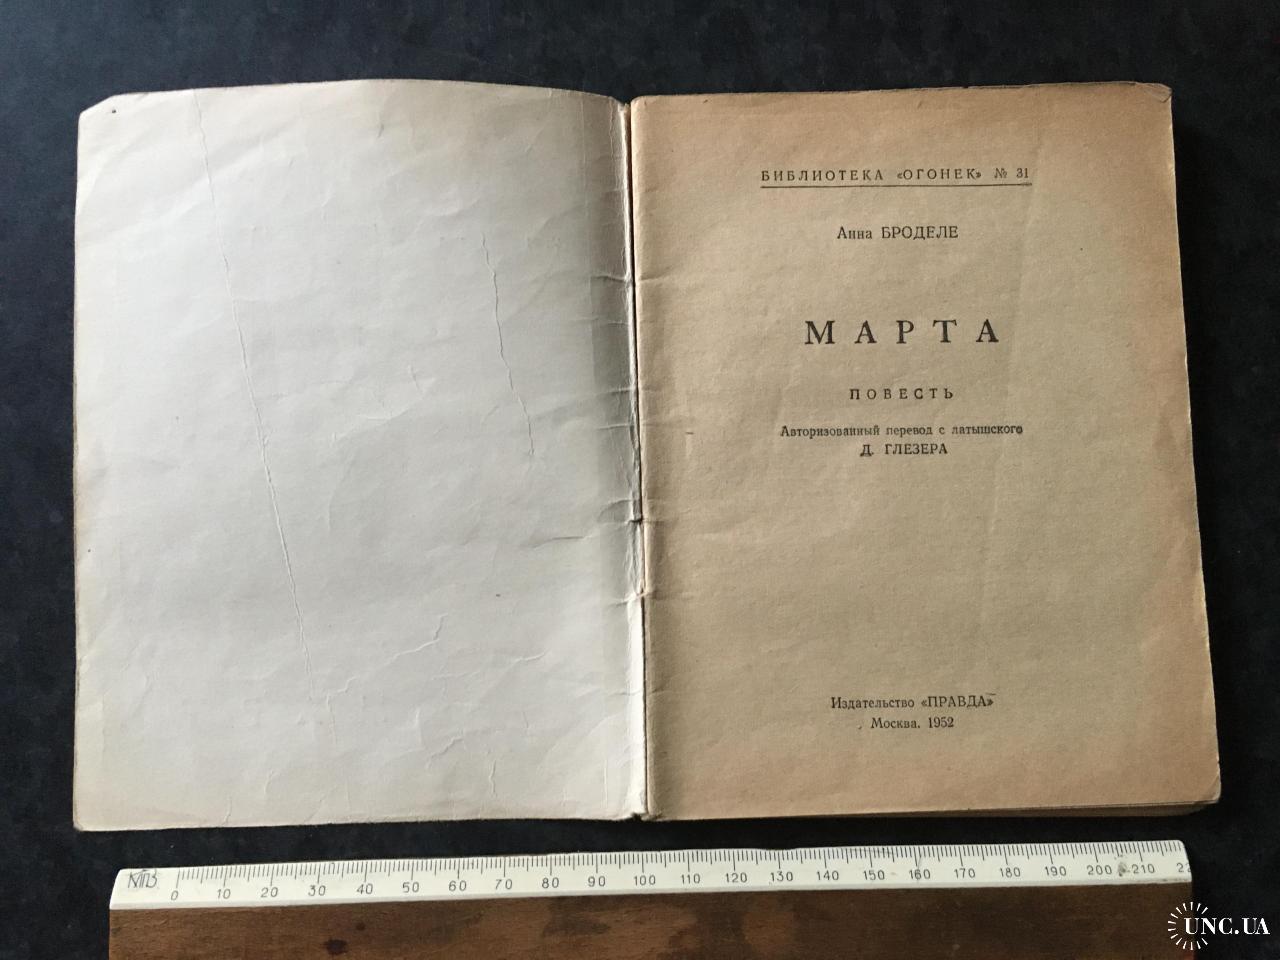 БИБЛИОТЕКА «ОГОНЕК» № 31
Анна БРОДЕЛЕ
МАРТА
ПОВЕСТЬ
Авторизованный перевод с латышского
Д. ГЛЕЗЕРА
Издательство «ПРАВДА»
Москва. 1952
0 10 20 30 40 50 60 70 80 90 100 110 120 130 140 150 160 170 180 190 200 210
UNC.UA